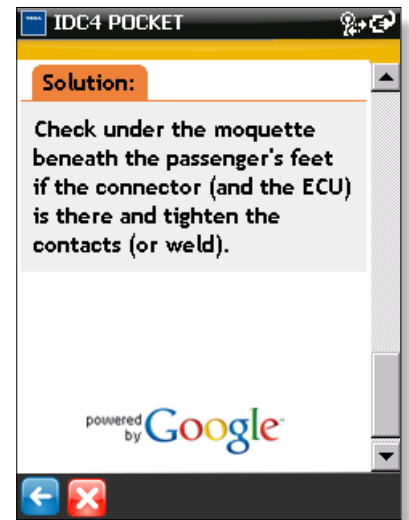 TEXA IDC4 POCKET
Solution:
Check under the moquette
beneath the passenger's feet
if the connector (and the ECU)
is there and tighten the
contacts (or weld).
powered
by Google